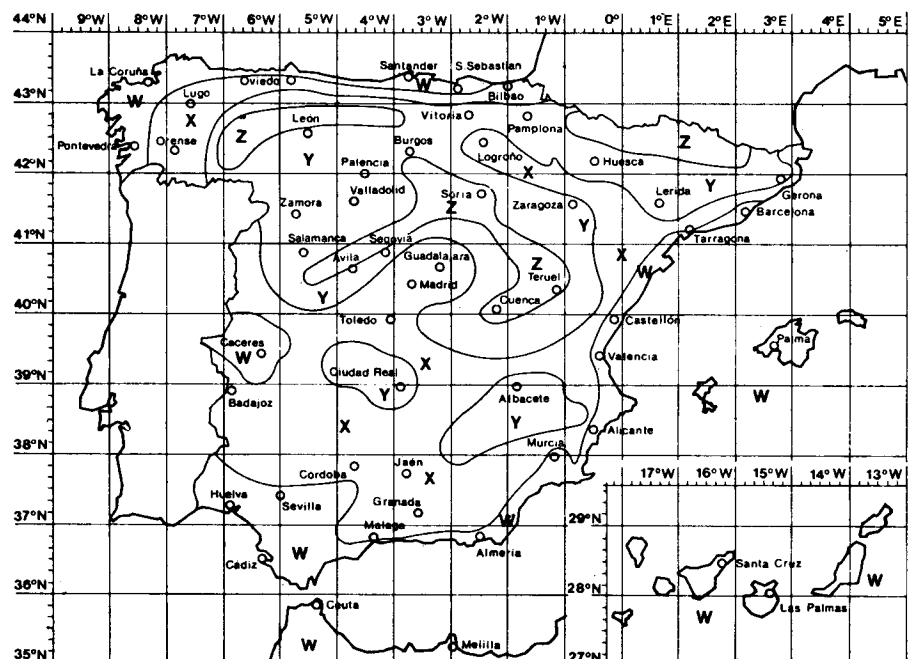 44°N 10°W 9°W 8°W 7°W 6°W 5°W 4°W 3°W 2°W 1°W 0° 1°E 2°E 3°E 4°E 5°E
La Coruña Oviedo Santander S.Sebastian
W W Bilbao
43°N Lugo Vitoria
X León Pamplona
Z Z
Pontevedra Orense Burgos Huesca
42°N Y Logroño X
Palencia
Valladolid Soria Lerida Y Gerona
Zamora Z Zaragoza Barcelona
Y
41°N Salamanca Segovia Tarragona
Avila Guadalajara X
Z W
Madrid Teruel
Y Cuenca
40°N Toledo Castellón
Caceres Palma
W X Valencia
39°N Ciudad Real
Badajoz Y Albacete W
X Y Alicante
38°N Murcia
Cordoba Jaén
X 17°W 16°W 15°W 14°W 13°W
Huelva Sevilla Granada
37°N W 29°N
Malaga
W Almería
Cádiz Santa Cruz
36°N 28°N W
Ceuta W Las Palmas
W Melilla
35°N 27°N